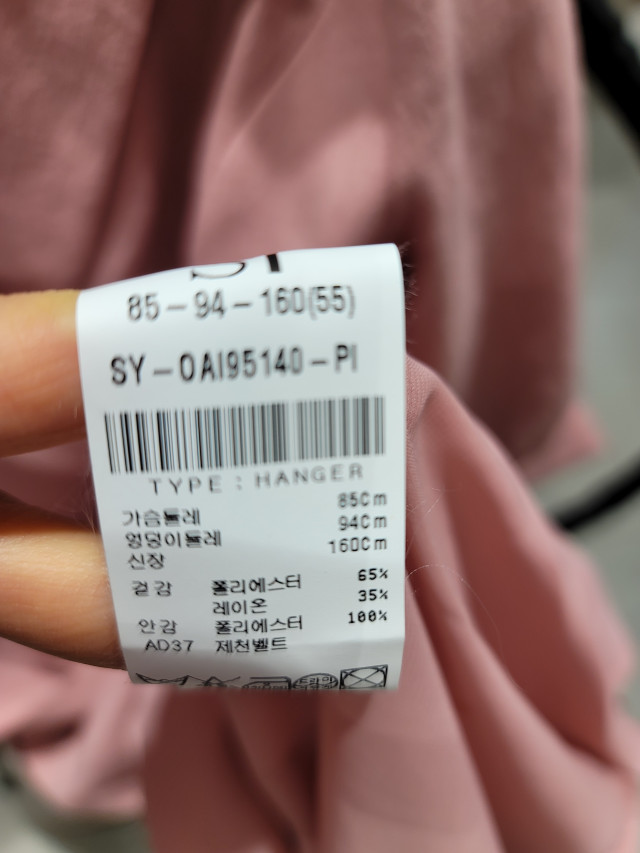 85-94-160(55)
SY-OAI95140-PI
TYPE : HANGER
가슴둘레 85Cm
엉덩이둘레 94Cm
신장 160Cm
겉감 폴리에스터 65%
레이온 35%
안감 폴리에스터 100%
AD37 제천벨트